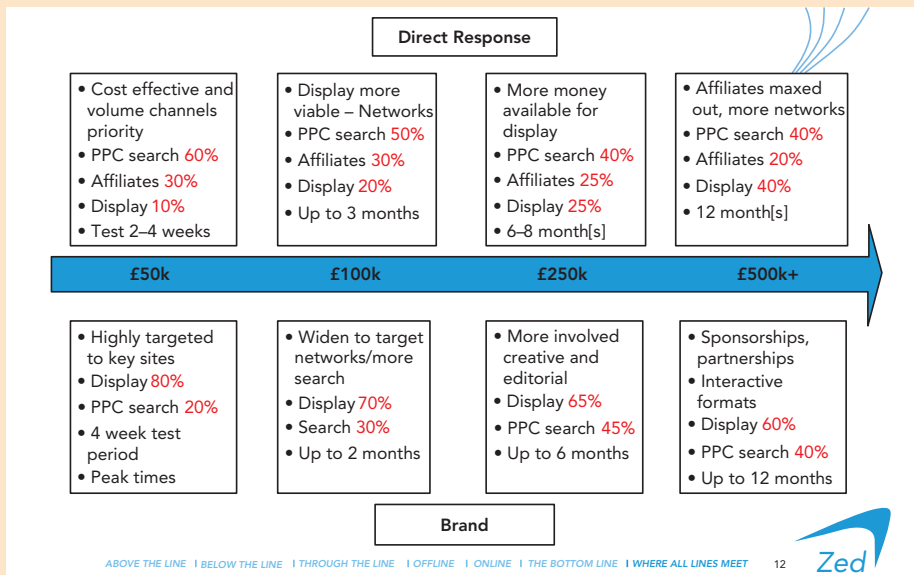 Direct Response
• Cost effective and
volume channels
priority
• PPC search 60%
• Affiliates 30%
• Display 10%
• Test 2–4 weeks
• Display more
viable – Networks
• PPC search 50%
• Affiliates 30%
• Display 20%
• Up to 3 months
• More money
available for
display
• PPC search 40%
• Affiliates 25%
• Display 25%
• 6–8 month[s]
• Affiliates maxed
out, more networks
• PPC search 40%
• Affiliates 20%
• Display 40%
• 12 month[s]
£50k
£100k
£250k
£500k+
• Highly targeted
to key sites
• Display 80%
• PPC search 20%
• 4 week test
period
• Peak times
• Widen to target
networks/more
search
• Display 70%
• Search 30%
• Up to 2 months
• More involved
creative and
editorial
• Display 65%
• PPC search 45%
• Up to 6 months
• Sponsorships,
partnerships
• Interactive
formats
• Display 60%
• PPC search 40%
• Up to 12 months
Brand
ABOVE THE LINE | BELOW THE LINE | THROUGH THE LINE | OFFLINE | ONLINE | THE BOTTOM LINE | WHERE ALL LINES MEET 12
Zed